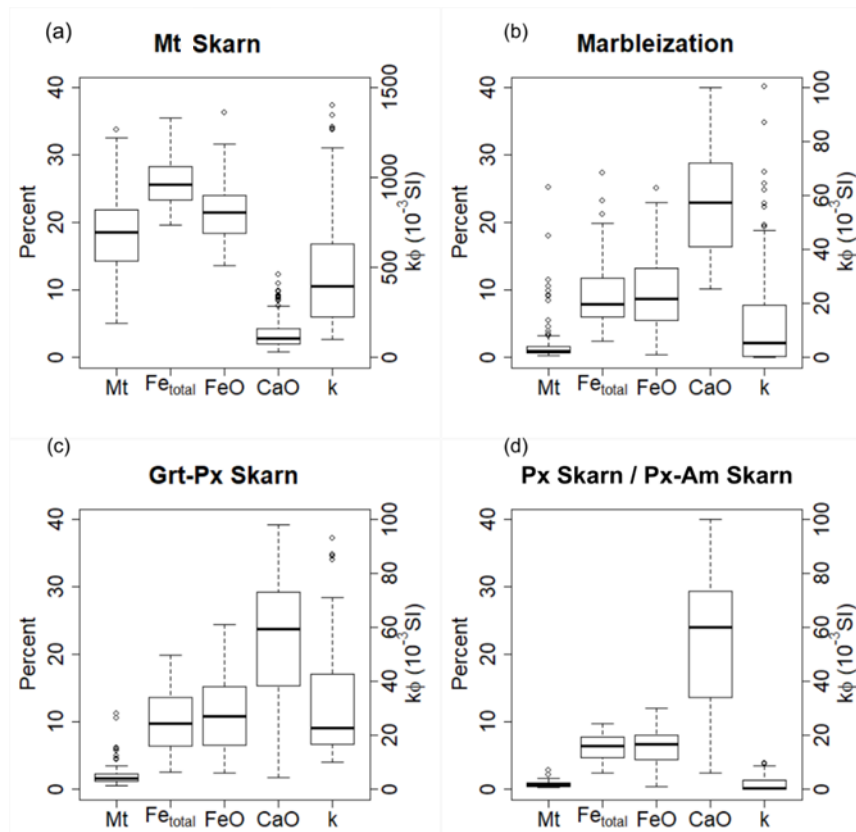 (a)
Mt Skarn
Percent
0 10 20 30 40
0 500 1000 1500
kϕ (10⁻³SI)
Mt Fe_total FeO CaO k
(b)
Marbleization
Percent
0 10 20 30 40
0 20 40 60 80 100
kϕ (10⁻³SI)
Mt Fe_total FeO CaO k
(c)
Grt-Px Skarn
Percent
0 10 20 30 40
0 20 40 60 80 100
kϕ (10⁻³SI)
Mt Fe_total FeO CaO k
(d)
Px Skarn / Px-Am Skarn
Percent
0 10 20 30 40
0 20 40 60 80 100
kϕ (10⁻³SI)
Mt Fe_total FeO CaO k